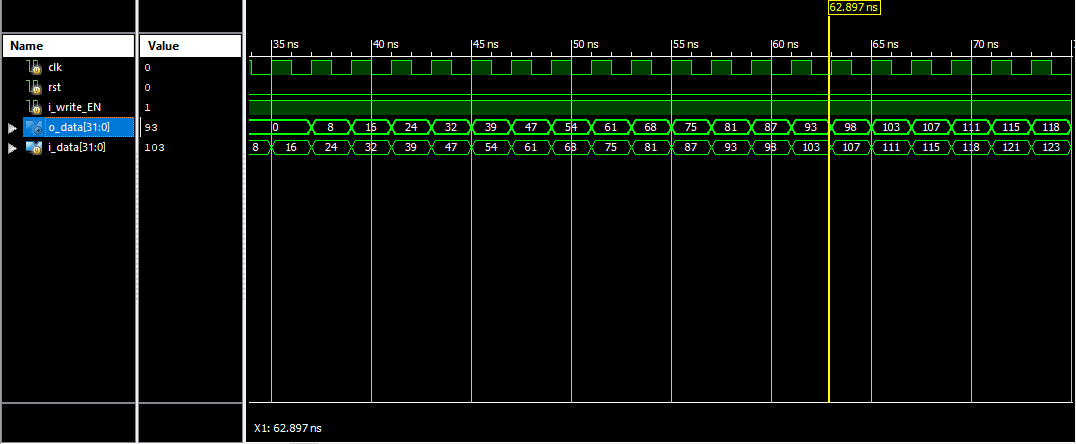 62.897 ns
Name Value
35 ns 40 ns 45 ns 50 ns 55 ns 60 ns 65 ns 70 ns
clk 0
rst 0
i_write_EN 1
o_data[31:0] 93 0 8 16 24 32 39 47 54 61 68 75 81 87 93 98 103 107 111 115 118
i_data[31:0] 103 8 16 24 32 39 47 54 61 68 75 81 87 93 98 103 107 111 115 118 121 123
X1: 62.897 ns